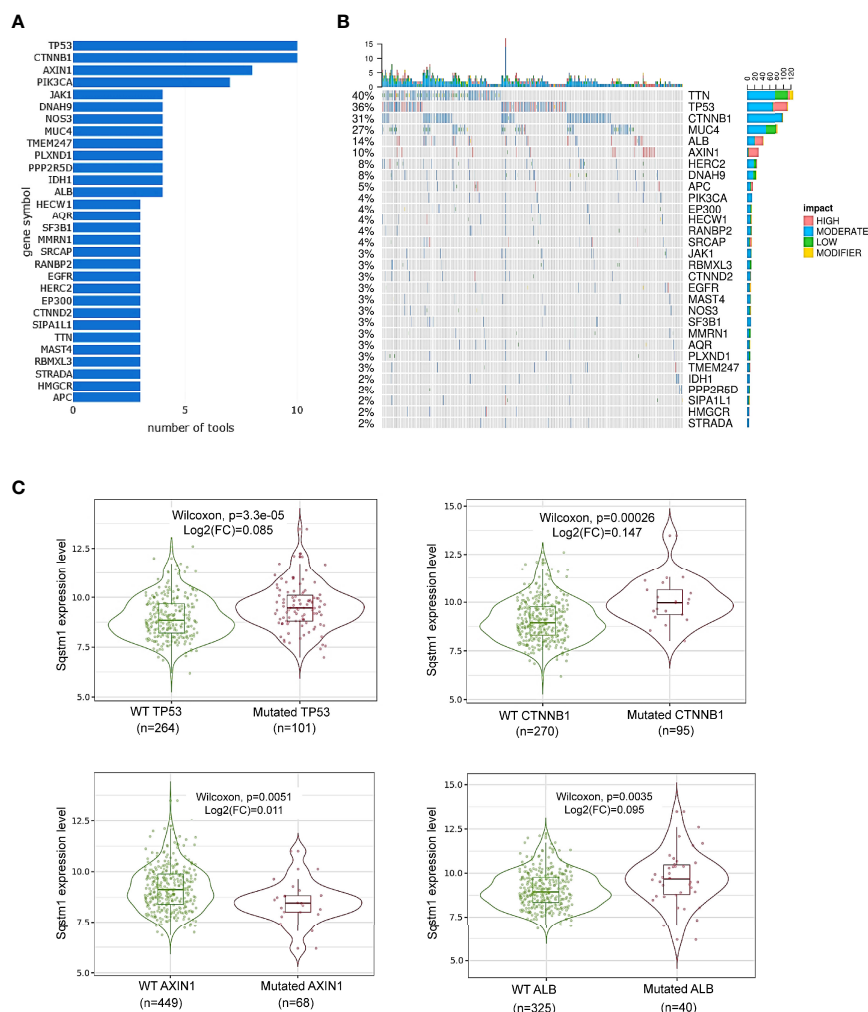 A
TP53
CTNNB1
AXIN1
PIK3CA
JAK1
DNAH9
NOS3
MUC4
TMEM247
PLXND1
PPP2R5D
IDH1
ALB
HECW1
AQR
SF3B1
MMRN1
SRCAP
RANBP2
EGFR
HERC2
EP300
CTNND2
SIPA1L1
TTN
MAST4
RBMXL3
STRADA
HMGCR
APC
gene symbol
0 5 10
number of tools
B
15
10
5
0
0 20 40 60 80 100 120
40% TTN
36% TP53
31% CTNNB1
27% MUC4
14% ALB
10% AXIN1
8% HERC2
8% DNAH9
5% APC
4% PIK3CA
4% EP300
4% HECW1
4% RANBP2
4% SRCAP
3% JAK1
3% RBMXL3
3% CTNND2
3% EGFR
3% MAST4
3% NOS3
3% SF3B1
3% MMRN1
3% AQR
3% PLXND1
3% TMEM247
2% IDH1
2% PPP2R5D
2% SIPA1L1
2% HMGCR
2% STRADA
impact
HIGH
MODERATE
LOW
MODIFIER
C
Wilcoxon, p=3.3e-05
Log2(FC)=0.085
Sqstm1 expression level
12.5
10.0
7.5
5.0
WT TP53 Mutated TP53
(n=264) (n=101)
Wilcoxon, p=0.00026
Log2(FC)=0.147
Sqstm1 expression level
15.0
12.5
10.0
7.5
5.0
WT CTNNB1 Mutated CTNNB1
(n=270) (n=95)
Wilcoxon, p=0.0051
Log2(FC)=0.011
Sqstm1 expression level
12.5
10.0
7.5
5.0
WT AXIN1 Mutated AXIN1
(n=449) (n=68)
Wilcoxon, p=0.0035
Log2(FC)=0.095
Sqstm1 expression level
15.0
12.5
10.0
7.5
5.0
WT ALB Mutated ALB
(n=325) (n=40)